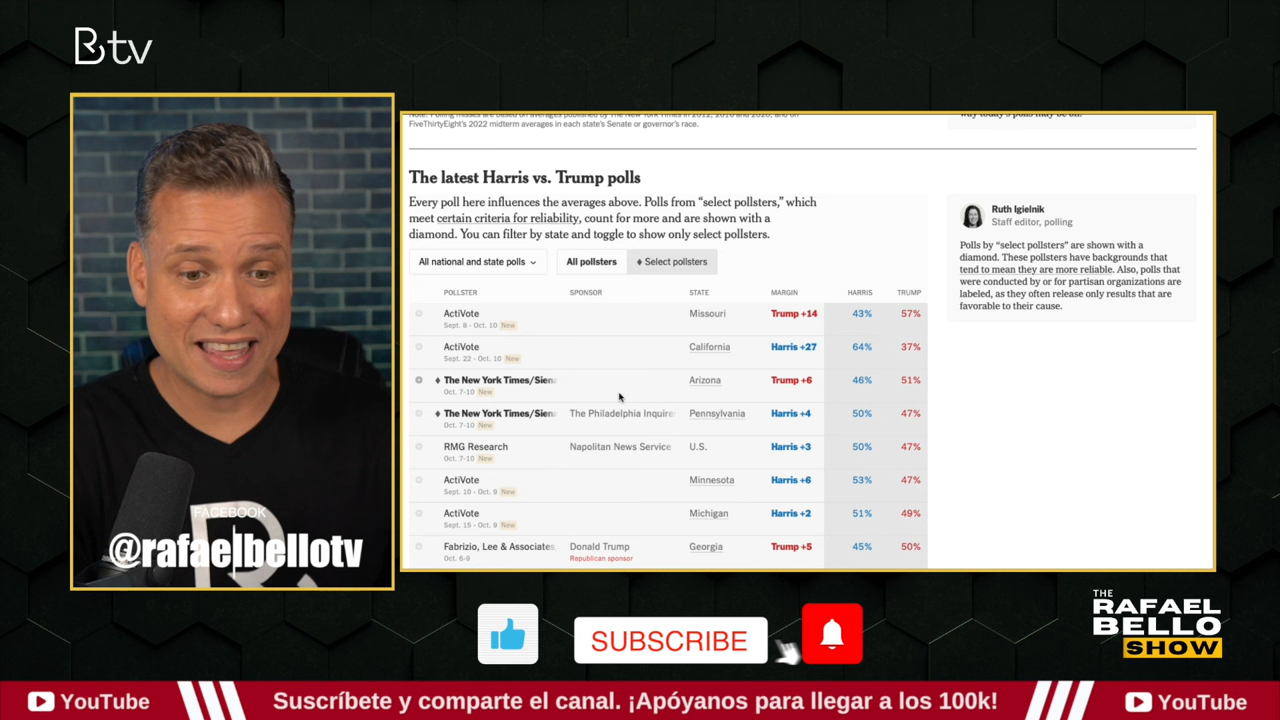 Btv
Note: Polling misses are based on averages published by The New York Times in 2012, 2016 and 2020, and on
FiveThirtyEight's 2022 midterm averages in each state's Senate or governor's race.
way today's polls may be off.
The latest Harris vs. Trump polls
Every poll here influences the averages above. Polls from “select pollsters,” which
meet certain criteria for reliability, count for more and are shown with a
diamond. You can filter by state and toggle to show only select pollsters.
All national and state polls All pollsters ♦ Select pollsters
Ruth Igielnik
Staff editor, polling
Polls by “select pollsters” are shown with a
diamond. These pollsters have backgrounds that
tend to mean they are more reliable. Also, polls that
were conducted by or for partisan organizations are
labeled, as they often release only results that are
favorable to their cause.
POLLSTER SPONSOR STATE MARGIN HARRIS TRUMP
ActiVote Missouri Trump +14 43% 57%
Sept. 8 - Oct. 10 New
ActiVote California Harris +27 64% 37%
Sept. 22 - Oct. 10 New
♦ The New York Times/Siena Arizona Trump +6 46% 51%
Oct. 7-10 New
♦ The New York Times/Siena The Philadelphia Inquirer Pennsylvania Harris +4 50% 47%
Oct. 7-10 New
RMG Research Napolitan News Service U.S. Harris +3 50% 47%
Oct. 7-10 New
ActiVote Minnesota Harris +6 53% 47%
Sept. 10 - Oct. 9 New
ActiVote Michigan Harris +2 51% 49%
Sept. 15 - Oct. 9 New
Fabrizio, Lee & Associates, Donald Trump Georgia Trump +5 45% 50%
Oct. 6-9 Republican sponsor
R.
FACEBOOK
@rafaelbellotv
SUBSCRIBE
THE
RAFAEL
BELLO
SHOW
YouTube Suscríbete y comparte el canal. ¡Apóyanos para llegar a los 100k! YouTube